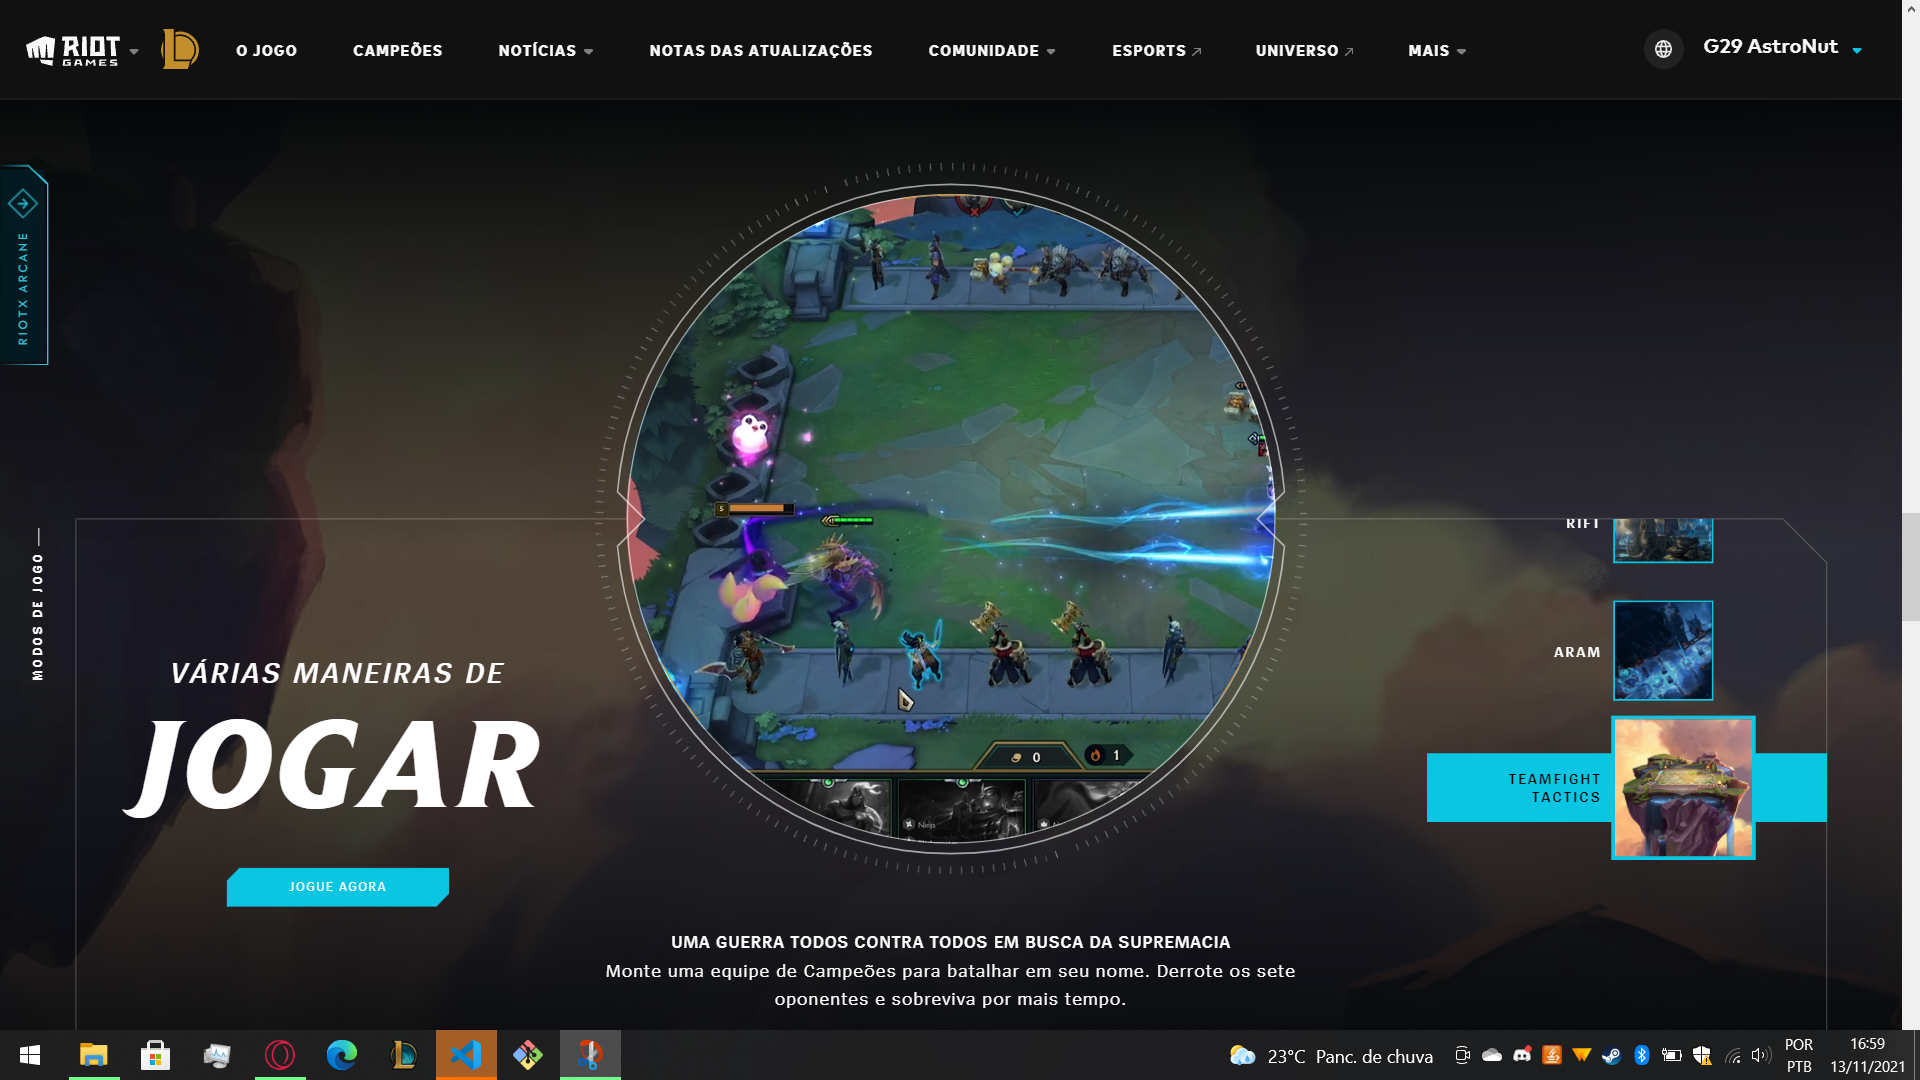 RIOT GAMES
O JOGO
CAMPEÕES
NOTÍCIAS
NOTAS DAS ATUALIZAÇÕES
COMUNIDADE
ESPORTS
UNIVERSO
MAIS
G29 AstroNut
RIOTX ARCANE
MODOS DE JOGO
VÁRIAS MANEIRAS DE
JOGAR
JOGUE AGORA
5
0
1
Ninja
RIFT
ARAM
TEAMFIGHT
TACTICS
UMA GUERRA TODOS CONTRA TODOS EM BUSCA DA SUPREMACIA
Monte uma equipe de Campeões para batalhar em seu nome. Derrote os sete
oponentes e sobreviva por mais tempo.
23°C Panc. de chuva
POR
PTB
16:59
13/11/2021